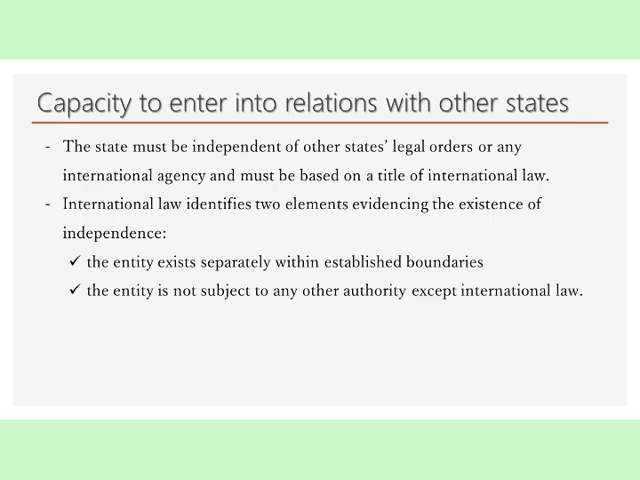 Capacity to enter into relations with other states
- The state must be independent of other states' legal orders or any
international agency and must be based on a title of international law.
- International law identifies two elements evidencing the existence of
independence:
✓ the entity exists separately within established boundaries
✓ the entity is not subject to any other authority except international law.